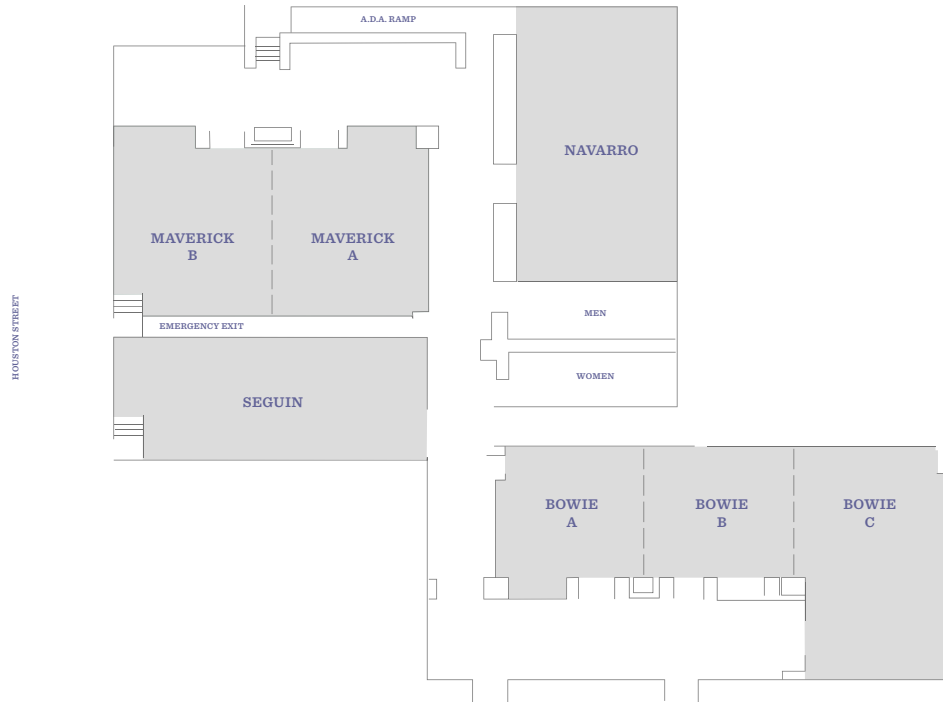 A.D.A. RAMP
NAVARRO
MAVERICK
B
MAVERICK
A
HOUSTON STREET
EMERGENCY EXIT
MEN
WOMEN
SEGUIN
BOWIE
A
BOWIE
B
BOWIE
C